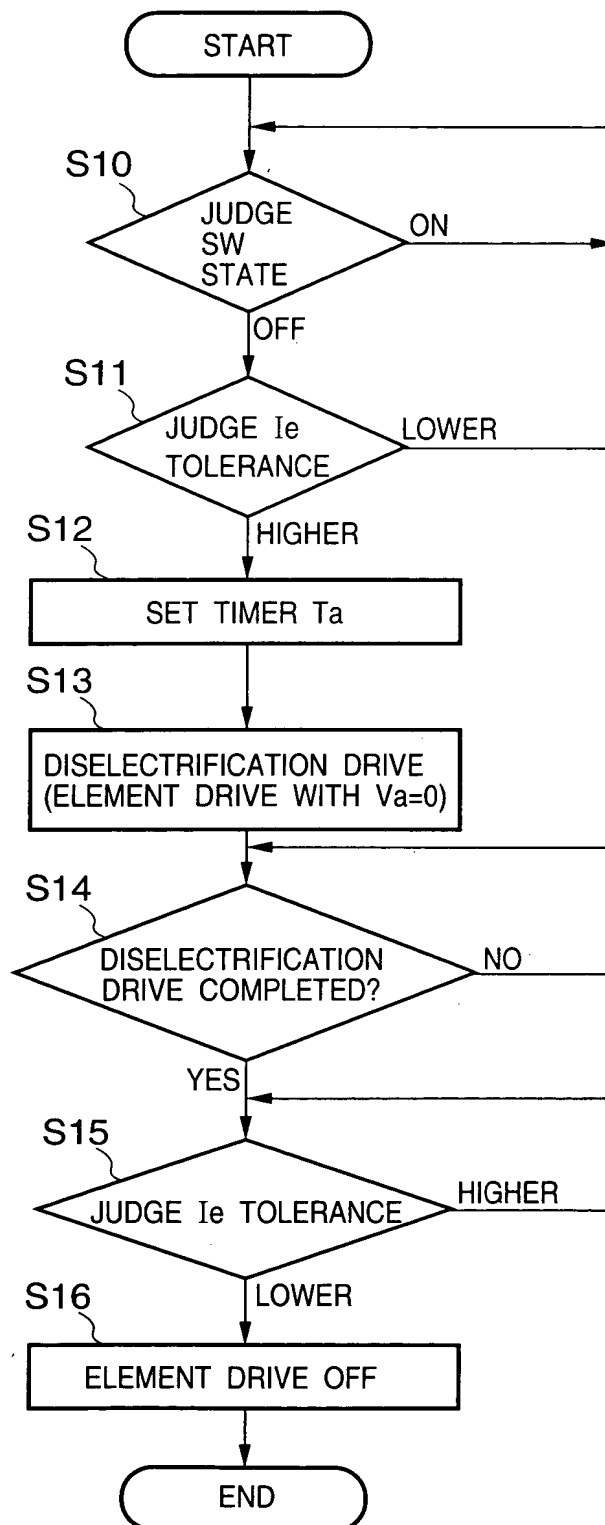 START
S10
JUDGE
SW
STATE
ON
OFF
S11
JUDGE Ie
TOLERANCE
LOWER
HIGHER
S12
SET TIMER Ta
S13
DISELECTRIFICATION DRIVE
(ELEMENT DRIVE WITH Va=0)
S14
DISELECTRIFICATION
DRIVE COMPLETED?
NO
YES
S15
JUDGE Ie TOLERANCE
HIGHER
LOWER
S16
ELEMENT DRIVE OFF
END